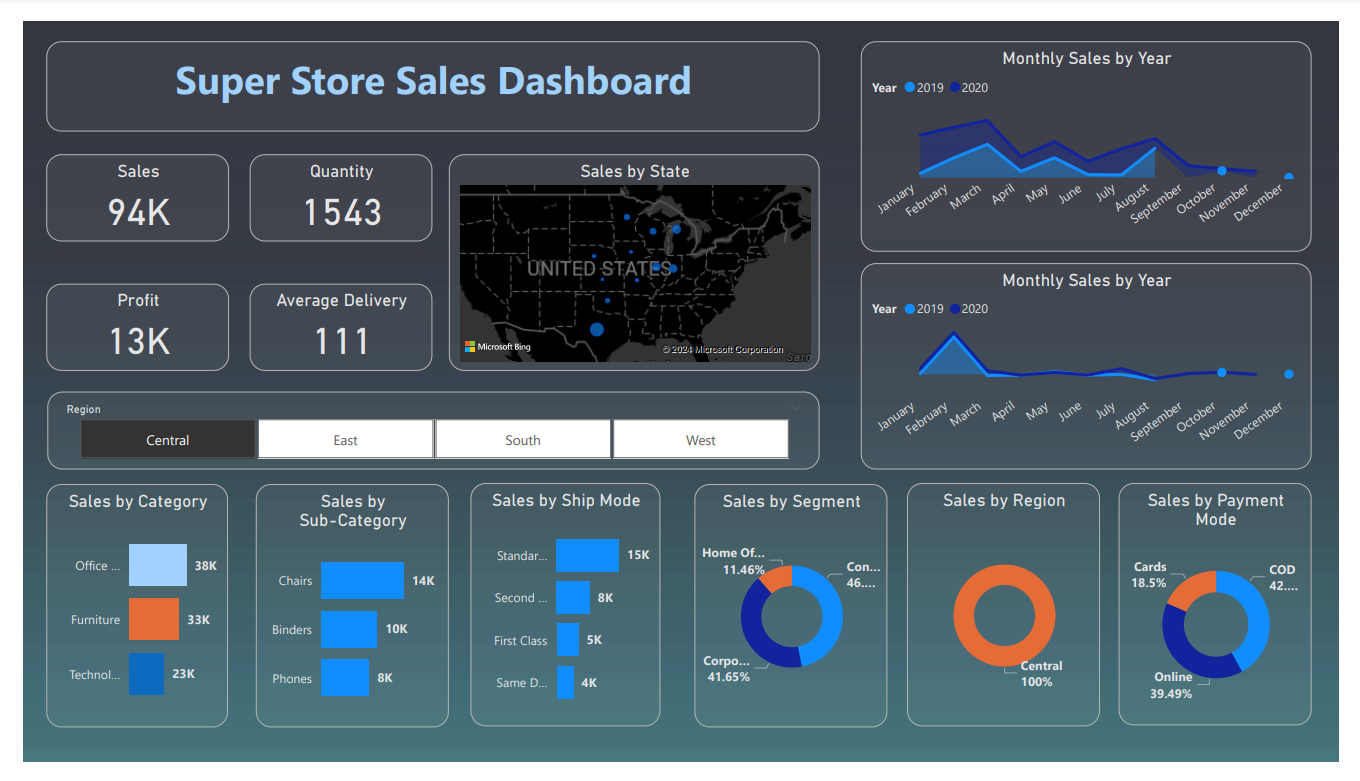 Super Store Sales Dashboard
Sales
94K
Quantity
1543
Profit
13K
Average Delivery
111
Sales by State
UNITED STATES
Microsoft Bing
© 2024 Microsoft Corporation
Sarg
Monthly Sales by Year
Year 2019 2020
January February March April May June July August September October November December
Monthly Sales by Year
Year 2019 2020
January February March April May June July August September October November December
Region
Central East South West
Sales by Category
Office ... 38K
Furniture 33K
Technol... 23K
Sales by
Sub-Category
Chairs 14K
Binders 10K
Phones 8K
Sales by Ship Mode
Standar... 15K
Second ... 8K
First Class 5K
Same D... 4K
Sales by Segment
Home Of...
11.46%
Con...
46....
Corpo...
41.65%
Sales by Region
Central
100%
Sales by Payment
Mode
Cards
18.5%
COD
42....
Online
39.49%